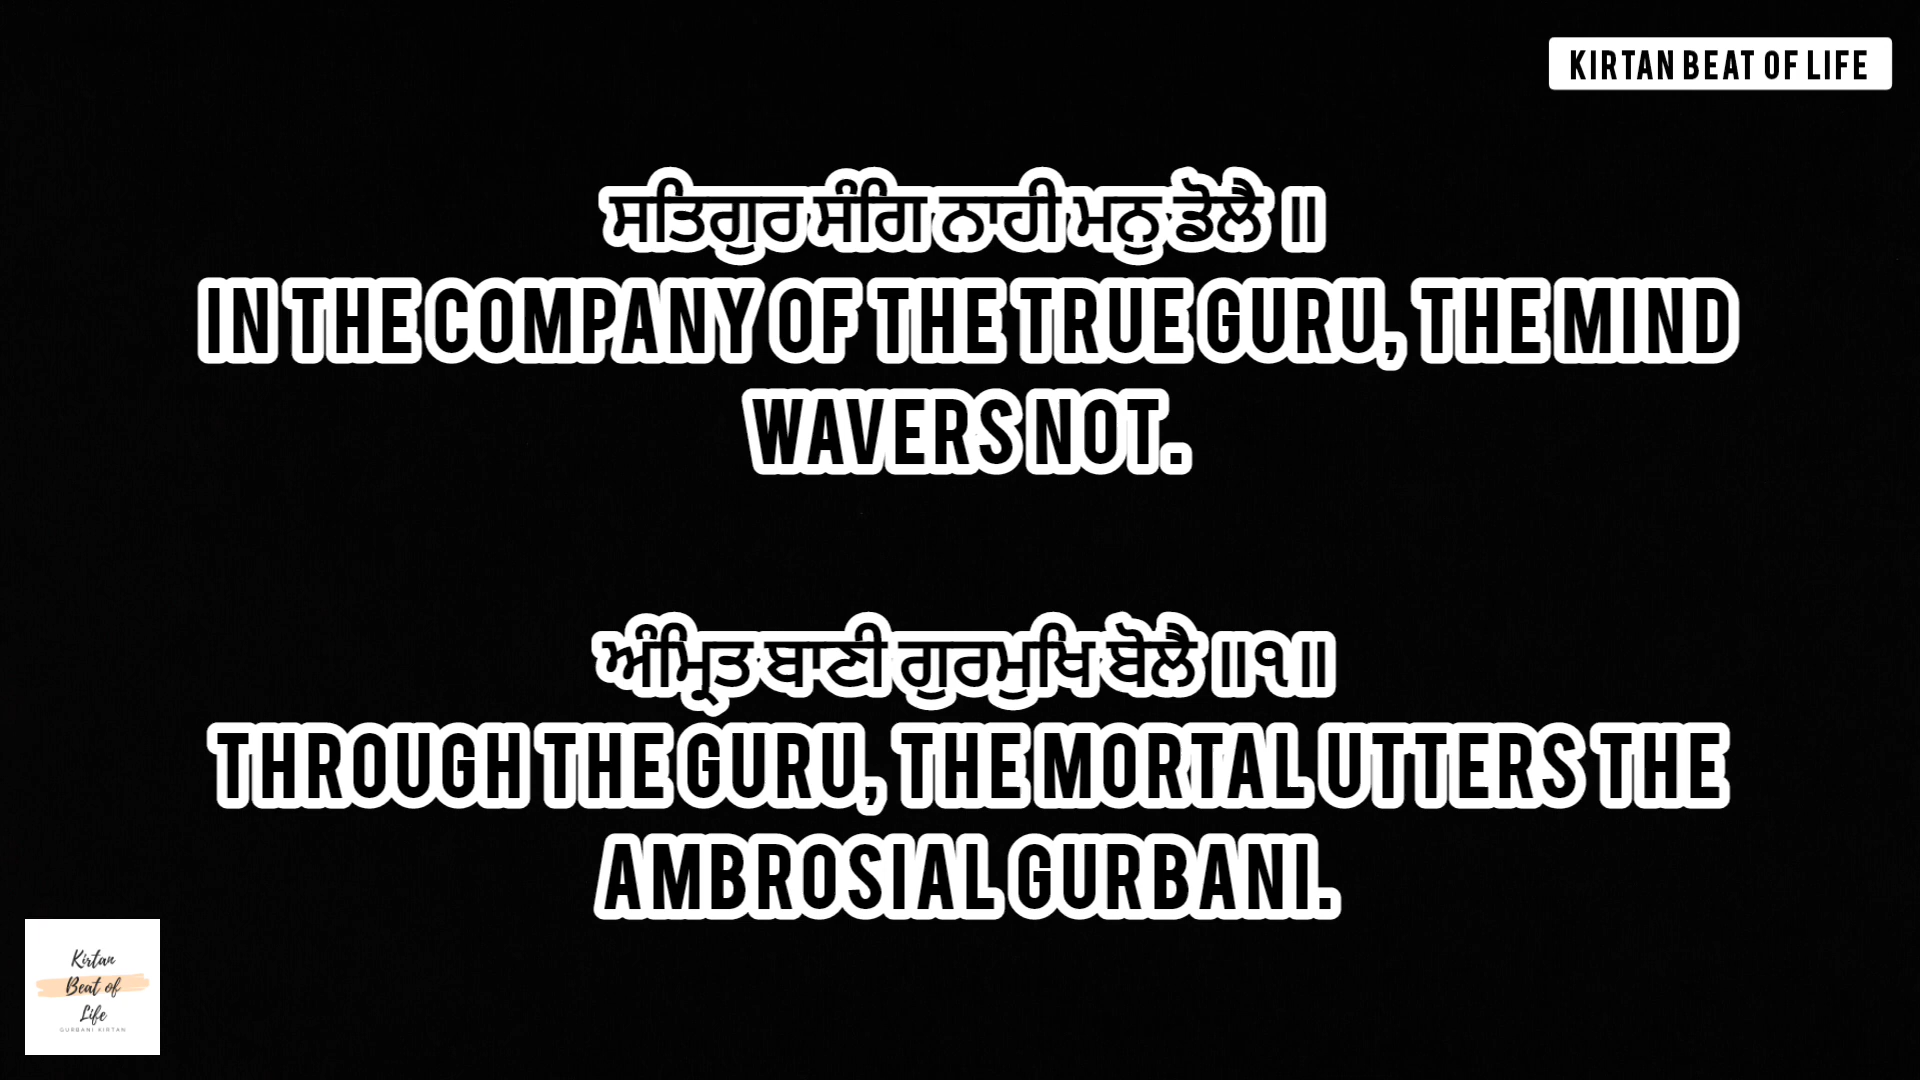 KIRTAN BEAT OF LIFE
ਸਤਿਗੁਰ ਸੰਗਿ ਨਾਹੀ ਮਨੁ ਡੋਲੈ ॥
IN THE COMPANY OF THE TRUE GURU, THE MIND
WAVERS NOT.
ਅੰਮ੍ਰਿਤ ਬਾਣੀ ਗੁਰਮੁਖਿ ਬੋਲੈ ॥੧॥
THROUGH THE GURU, THE MORTAL UTTERS THE
AMBROSIAL GURBANI.
Kirtan
Beat of
Life
GURBANI KIRTAN